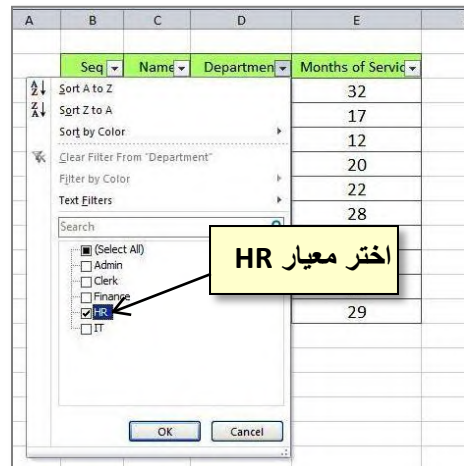 A B C D E
Seq Name Departmen Months of Servic
Sort A to Z
32
Sort Z to A
17
Sort by Color
12
Clear Filter From "Department"
20
Filter by Color
22
Text Filters
28
Search
(Select All)
اختر معيار HR
Admin
Clerk
Finance
HR
29
IT
OK Cancel